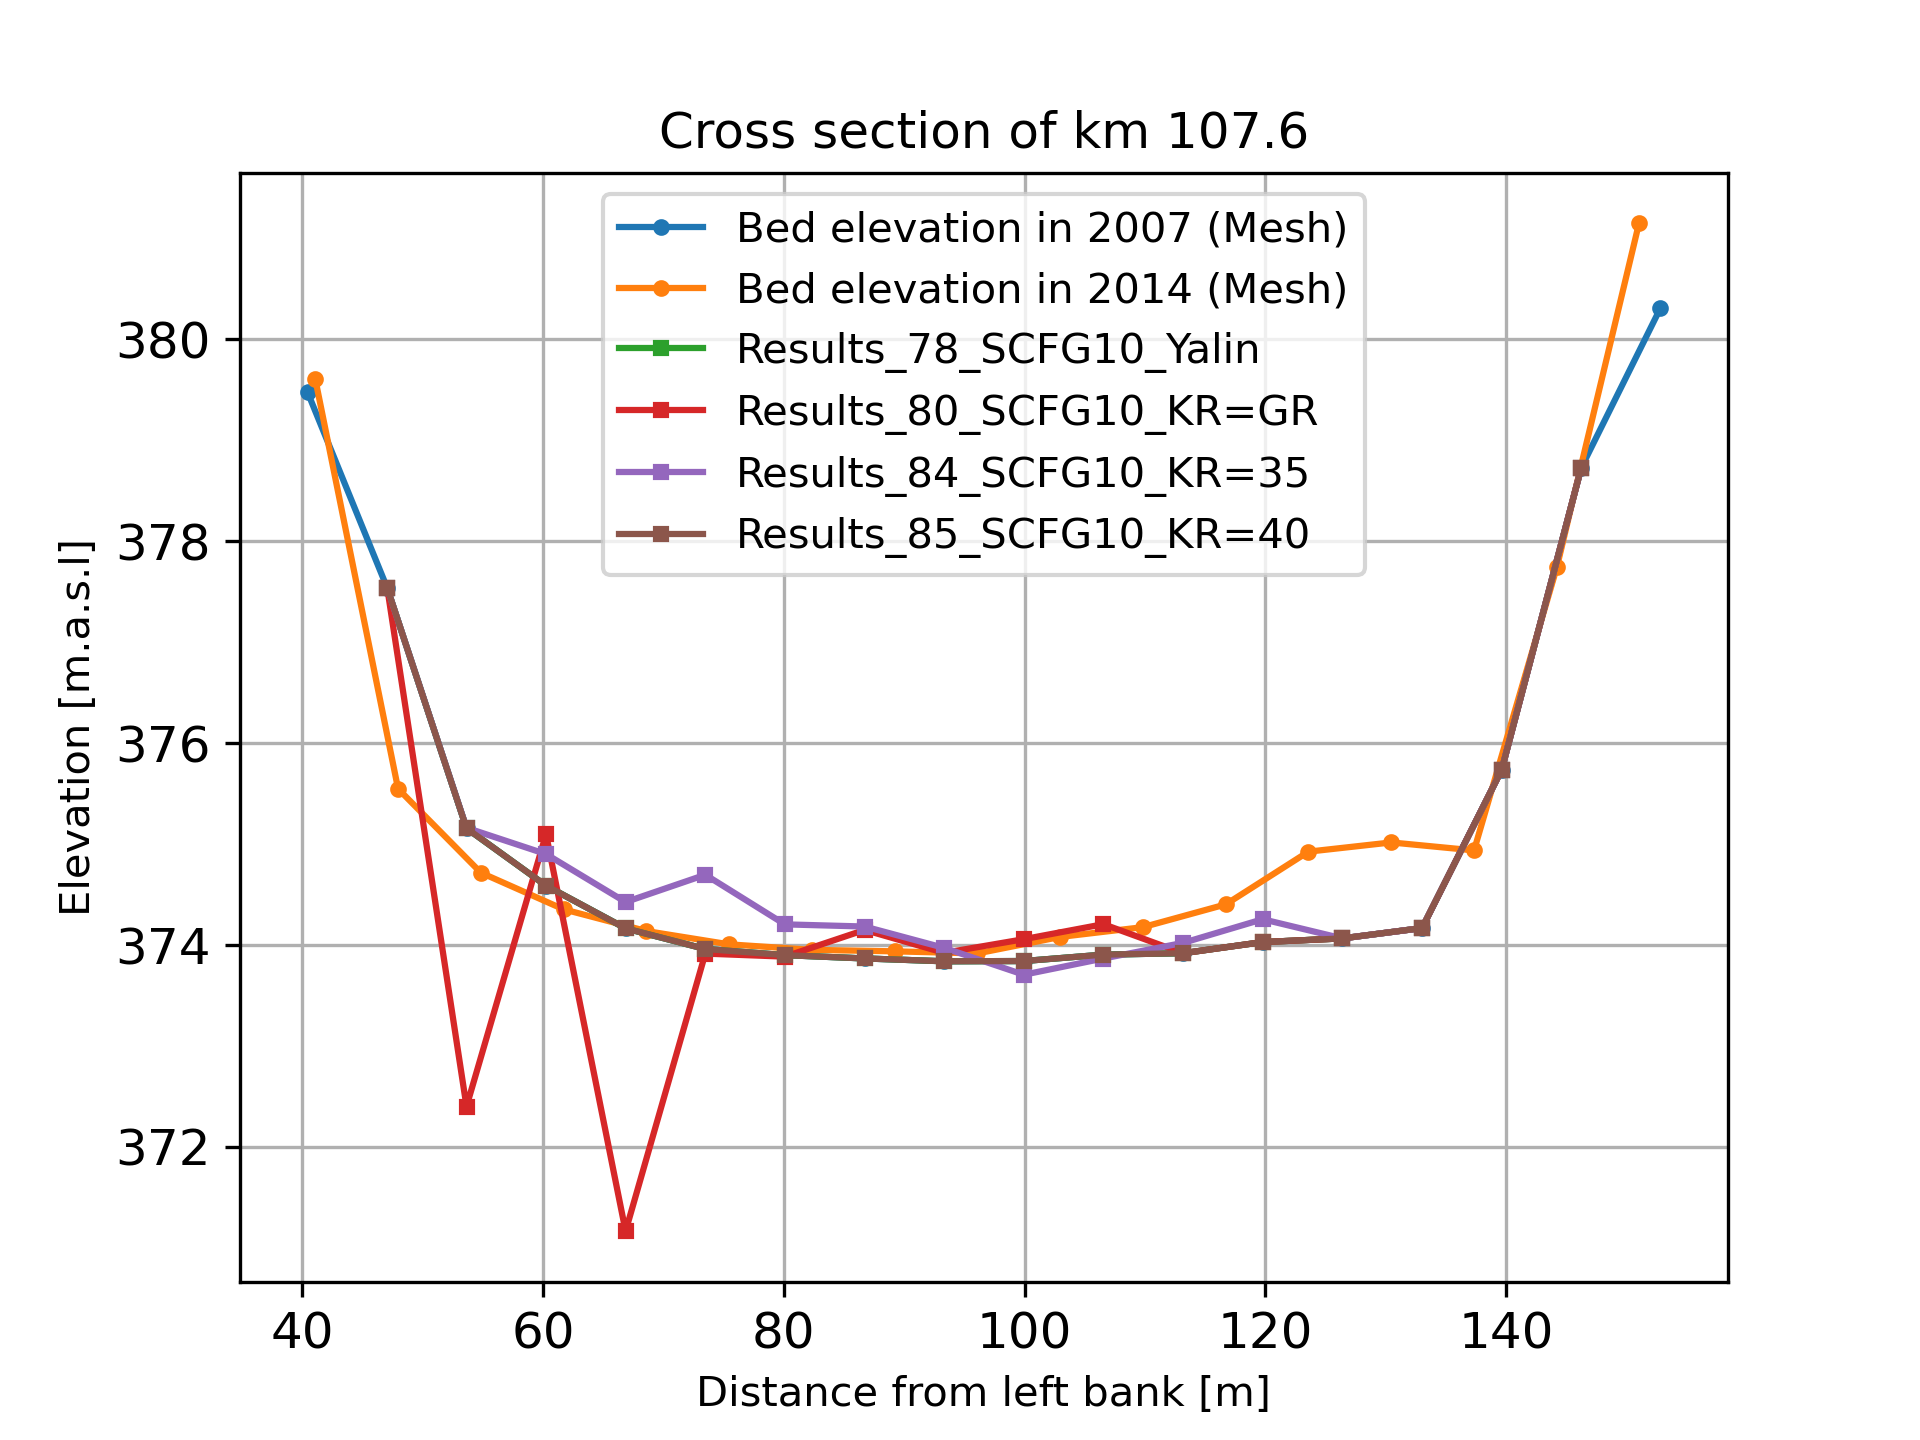 Cross section of km 107.6
Bed elevation in 2007 (Mesh)
Bed elevation in 2014 (Mesh)
Results_78_SCFG10_Yalin
Results_80_SCFG10_KR=GR
Results_84_SCFG10_KR=35
Results_85_SCFG10_KR=40
380
378
376
374
372
Elevation [m.a.s.l]
40 60 80 100 120 140
Distance from left bank [m]